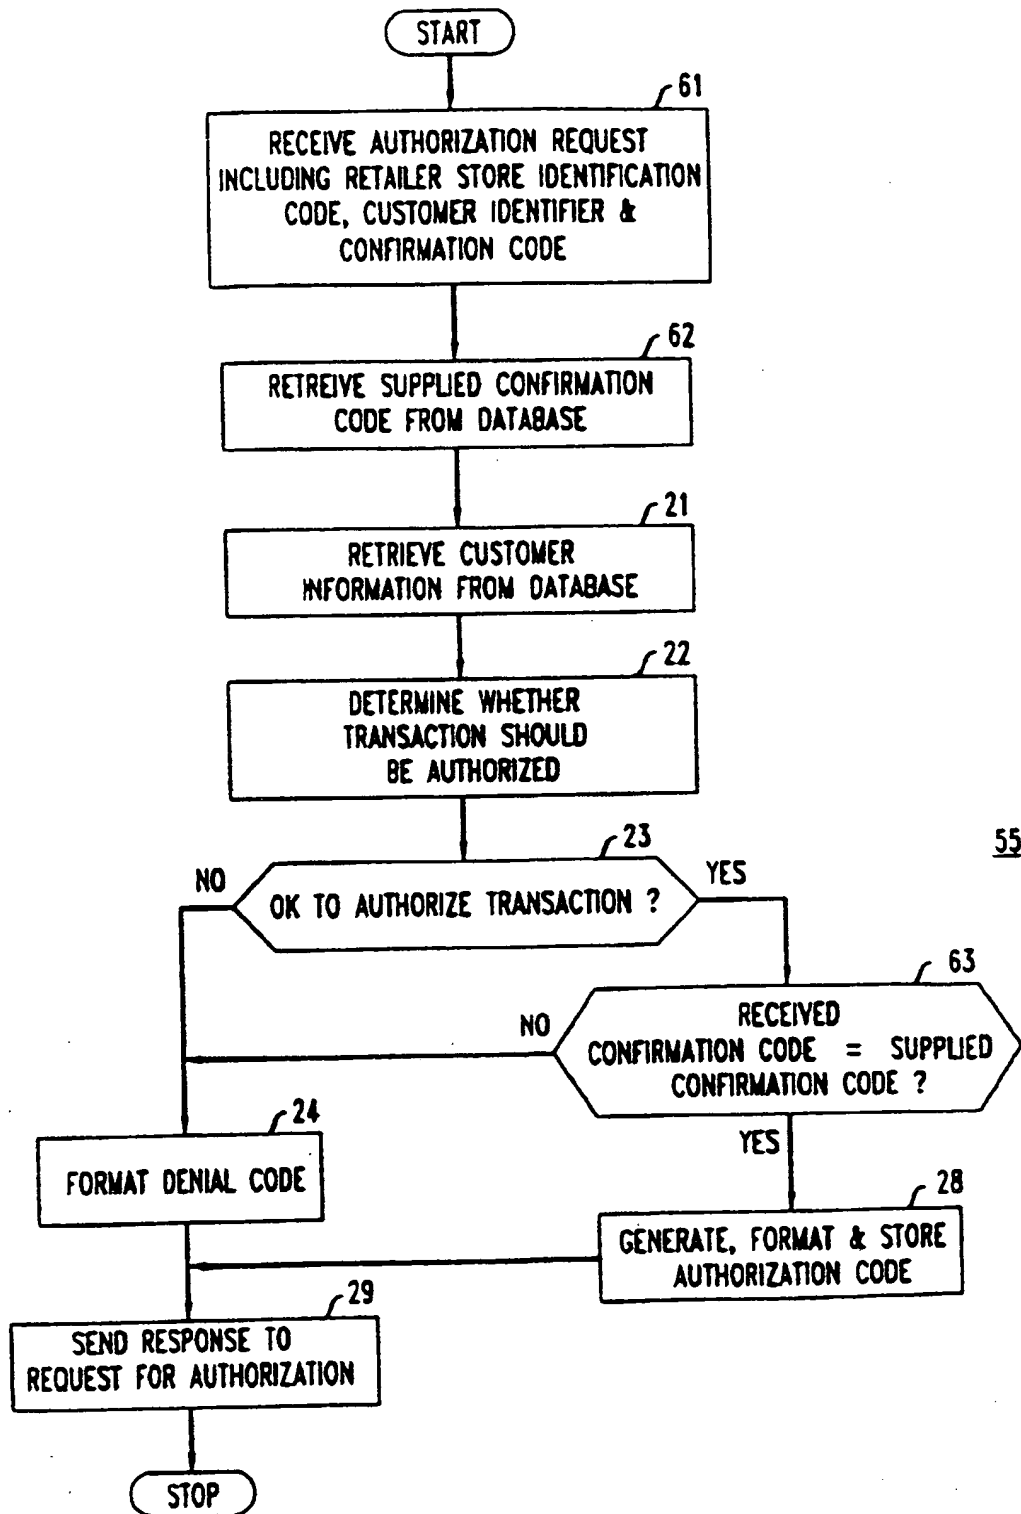 START
61
RECEIVE AUTHORIZATION REQUEST
INCLUDING RETAILER STORE IDENTIFICATION
CODE, CUSTOMER IDENTIFIER &
CONFIRMATION CODE
62
RETREIVE SUPPLIED CONFIRMATION
CODE FROM DATABASE
21
RETRIEVE CUSTOMER
INFORMATION FROM DATABASE
22
DETERMINE WHETHER
TRANSACTION SHOULD
BE AUTHORIZED
55
23
NO
OK TO AUTHORIZE TRANSACTION ?
YES
63
NO
RECEIVED
CONFIRMATION CODE = SUPPLIED
CONFIRMATION CODE ?
YES
24
FORMAT DENIAL CODE
28
GENERATE, FORMAT & STORE
AUTHORIZATION CODE
29
SEND RESPONSE TO
REQUEST FOR AUTHORIZATION
STOP